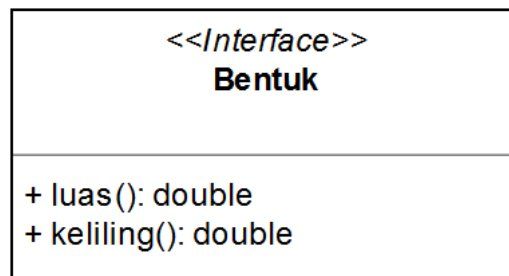 <<Interface>>
Bentuk
+ luas(): double
+ keliling(): double